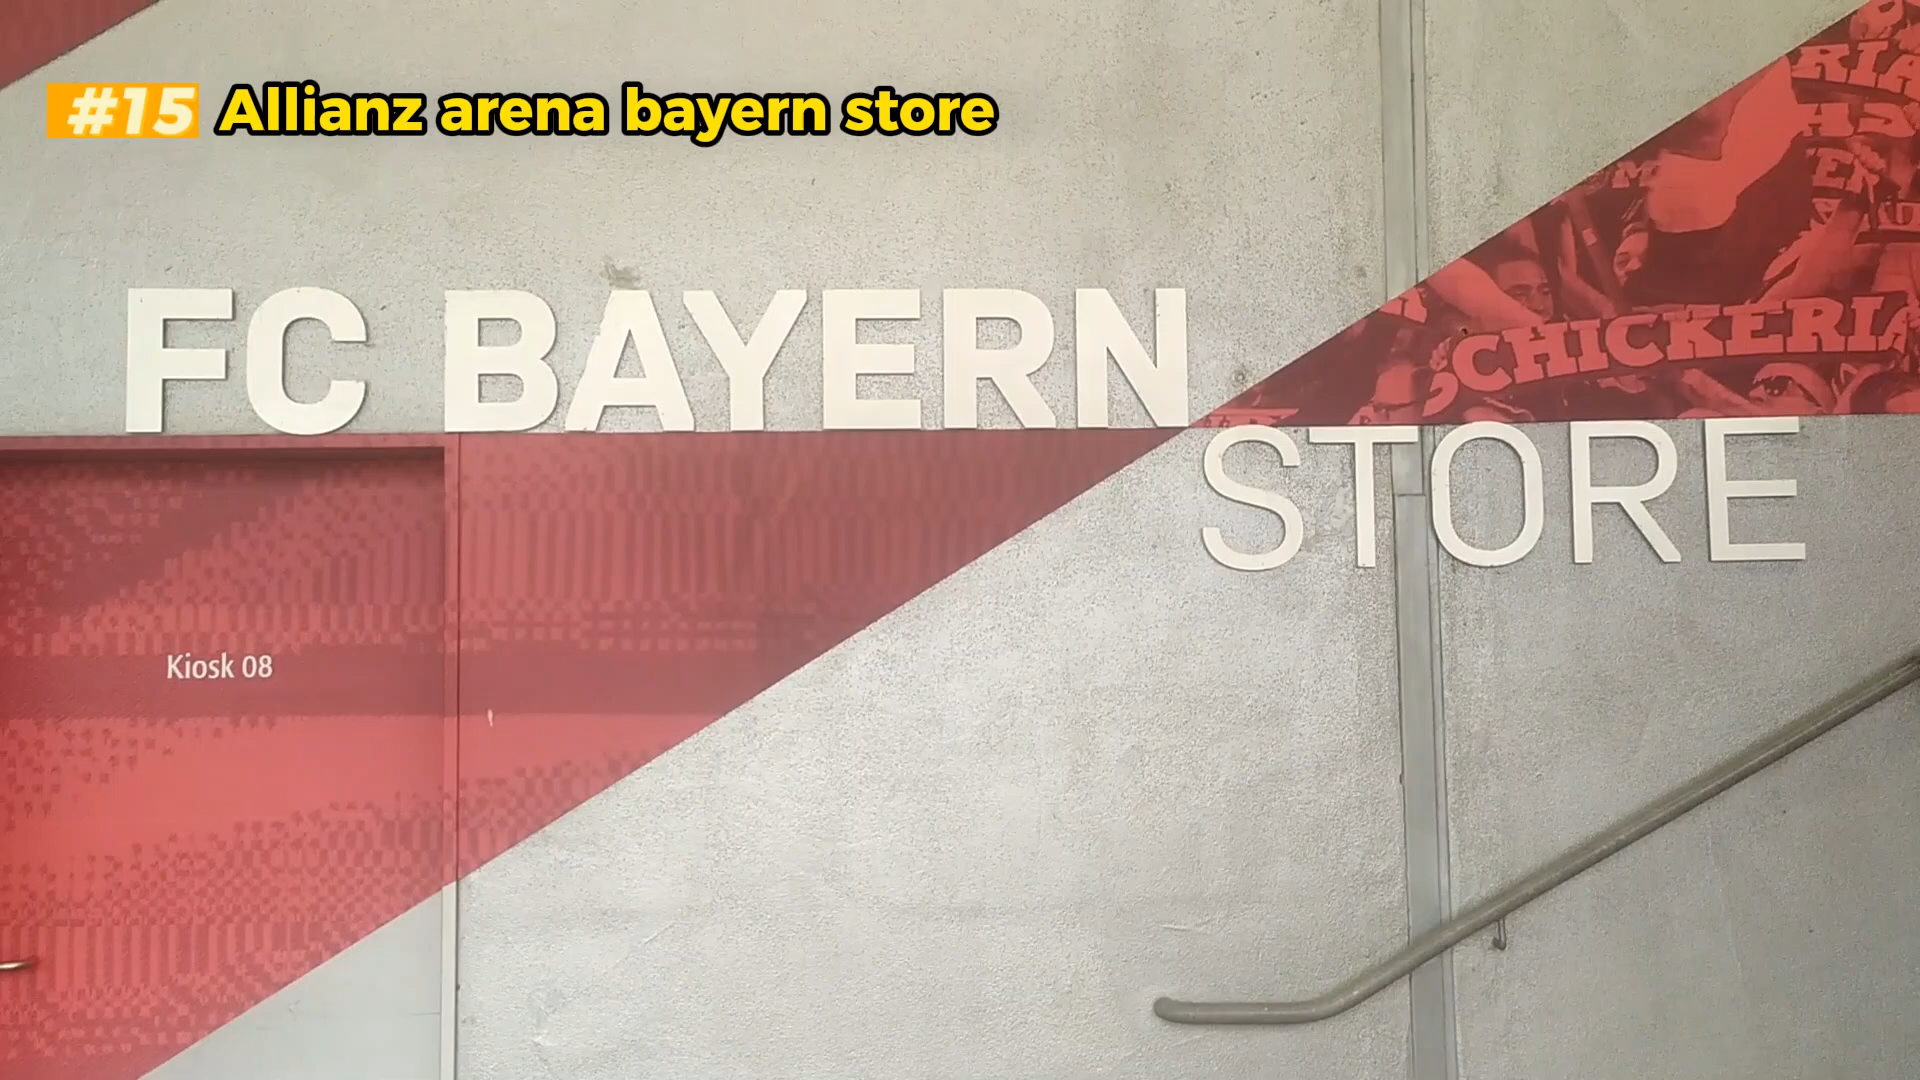 #15 Allianz arena bayern store
FC BAYERN
STORE
SCHICKERIA
Kiosk 08